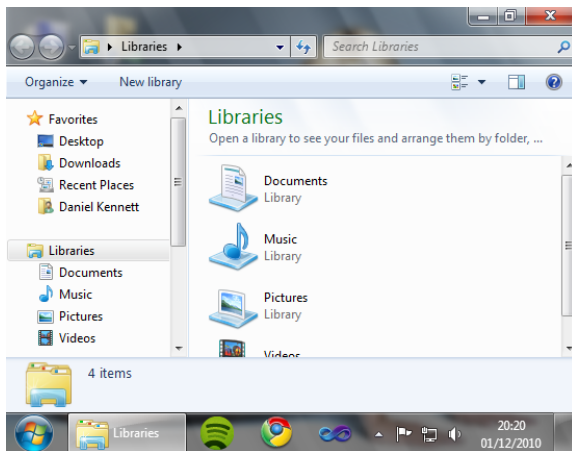 Libraries
Search Libraries
Organize
New library
Favorites
Desktop
Downloads
Recent Places
Daniel Kennett
Libraries
Documents
Music
Pictures
Videos
Libraries
Open a library to see your files and arrange them by folder, ...
Documents
Library
Music
Library
Pictures
Library
Videos
4 items
Libraries
20:20
01/12/2010